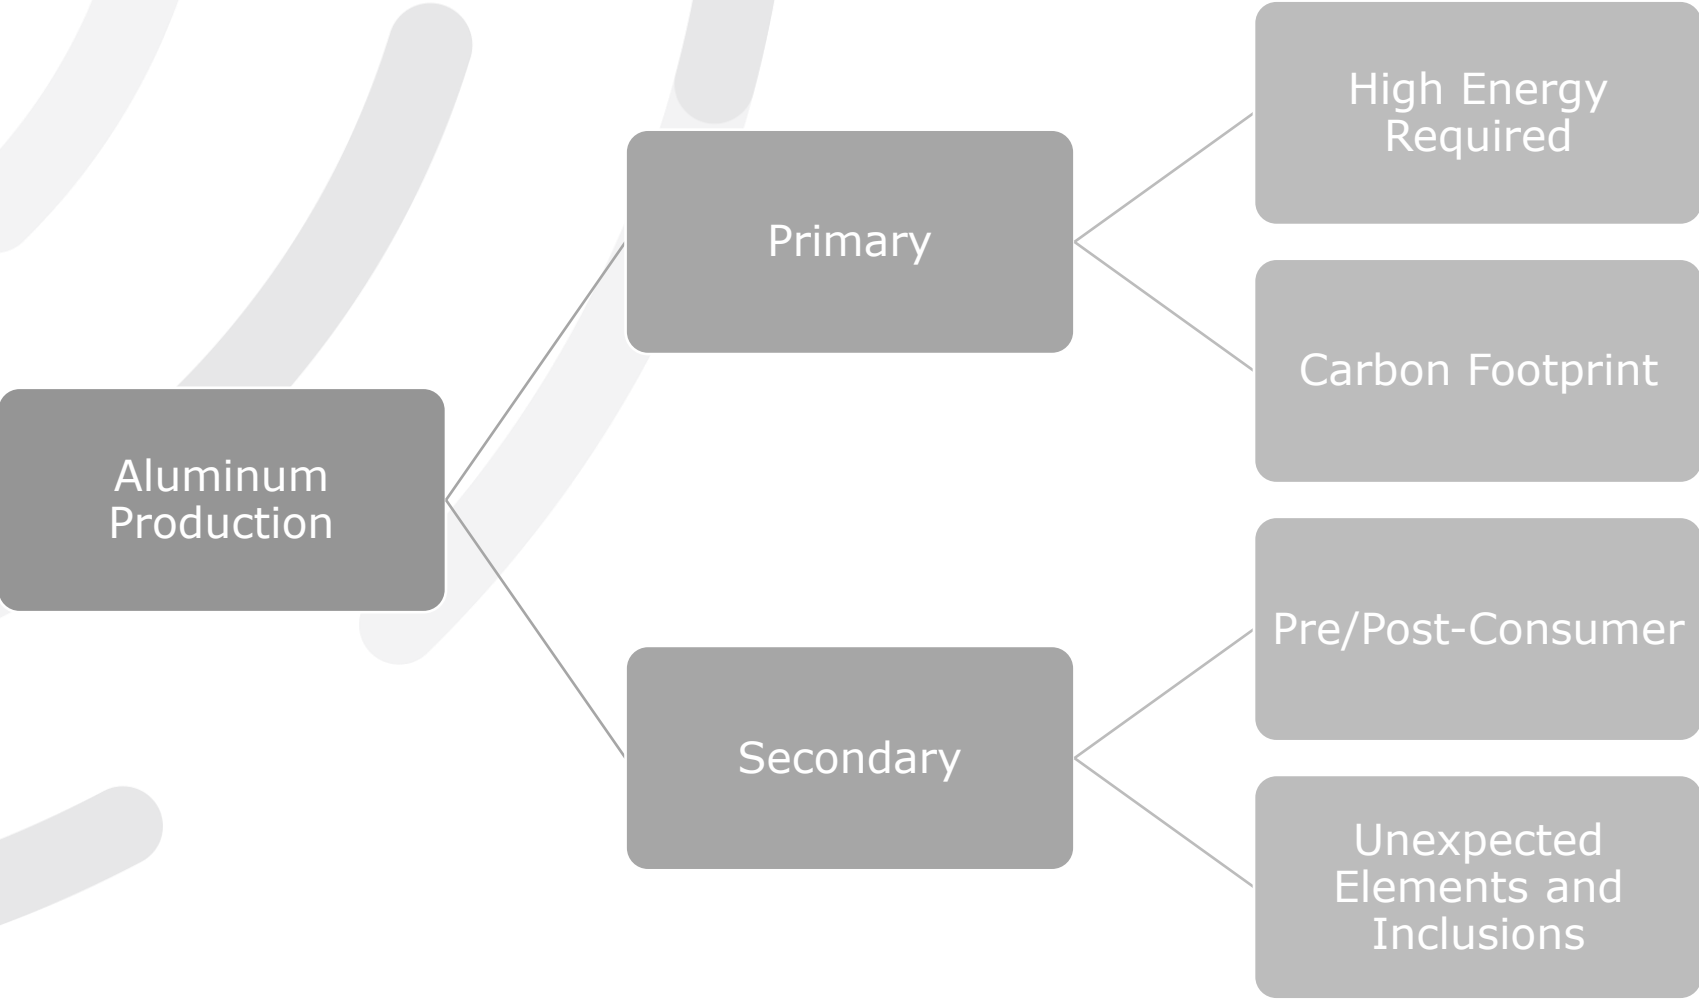 Aluminum
Production
Primary
High Energy
Required
Carbon Footprint
Secondary
Pre/Post-Consumer
Unexpected
Elements and
Inclusions